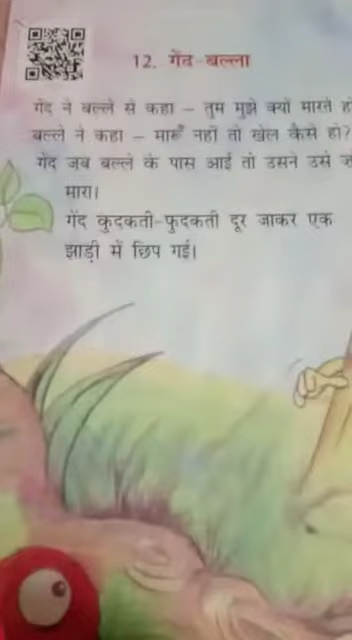 12. गेंद-बल्ला
गेंद ने बल्ले से कहा – तुम मुझे क्यों मारते
बल्ले ने कहा – मारूँ नहीं तो खेल कैसे हो?
गेंद जब बल्ले के पास आई तो उसने उसे
मारा।
गेंद कुदकती-फुदकती दूर जाकर एक
झाड़ी में छिप गई।